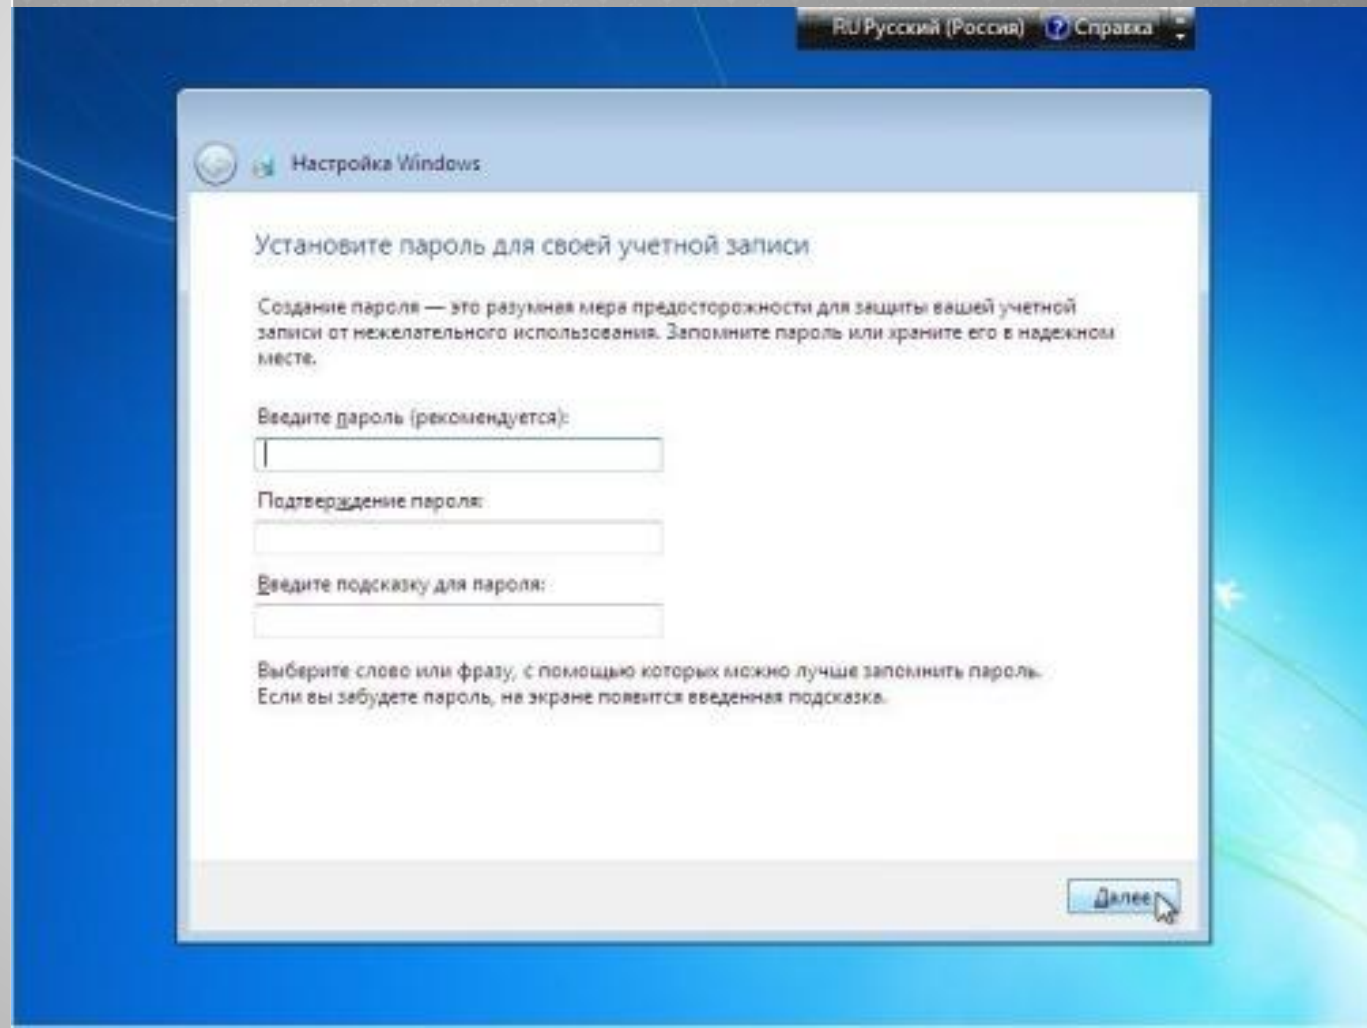 RU Русский (Россия) Справка
Настройка Windows
Установите пароль для своей учетной записи
Создание пароля — это разумная мера предосторожности для защиты вашей учетной
записи от нежелательного использования. Запомните пароль или храните его в надежном
месте.
Введите пароль (рекомендуется):
Подтверждение пароля:
Введите подсказку для пароля:
Выберите слово или фразу, с помощью которых можно лучше запомнить пароль.
Если вы забудете пароль, на экране появится введенная подсказка.
Далее